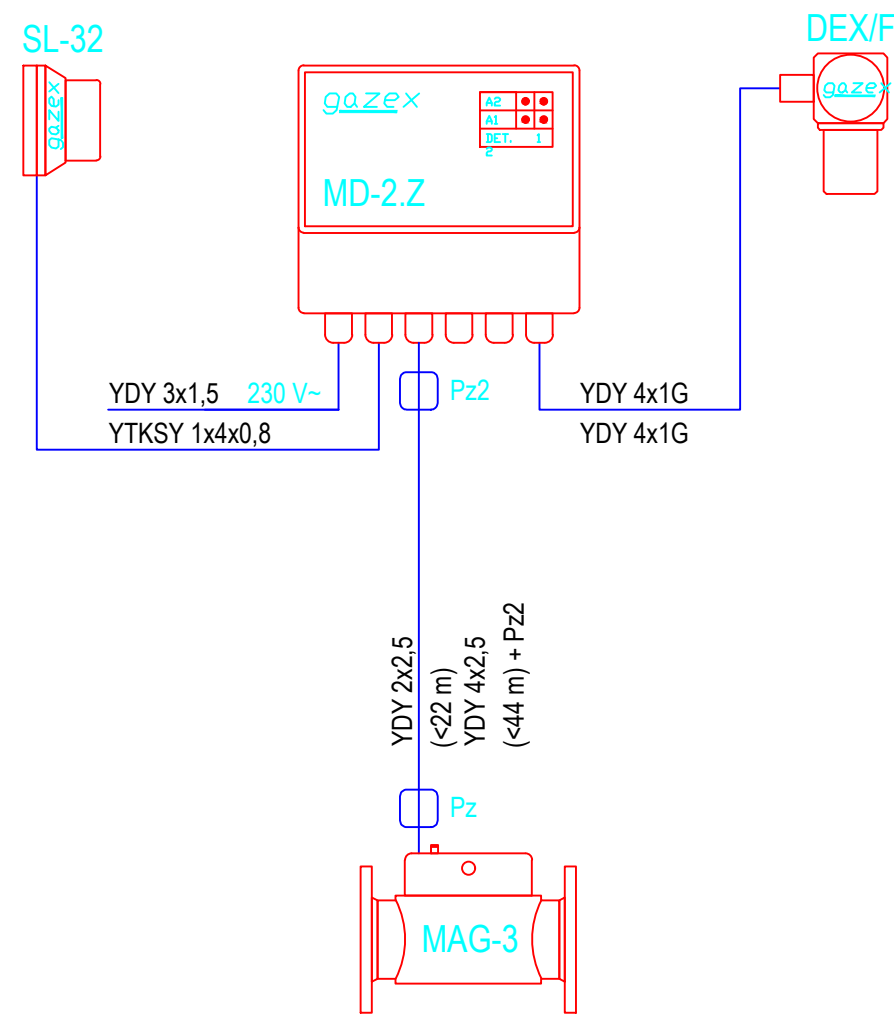 SL-32
DEX/F
gazex
gazex
A2
A1
DET. 1
2
gazex
MD-2.Z
YDY 3x1,5 230 V~
Pz2
YDY 4x1G
YTKSY 1x4x0,8
YDY 4x1G
YDY 2x2,5
(<22 m)
YDY 4x2,5
(<44 m) + Pz2
Pz
MAG-3